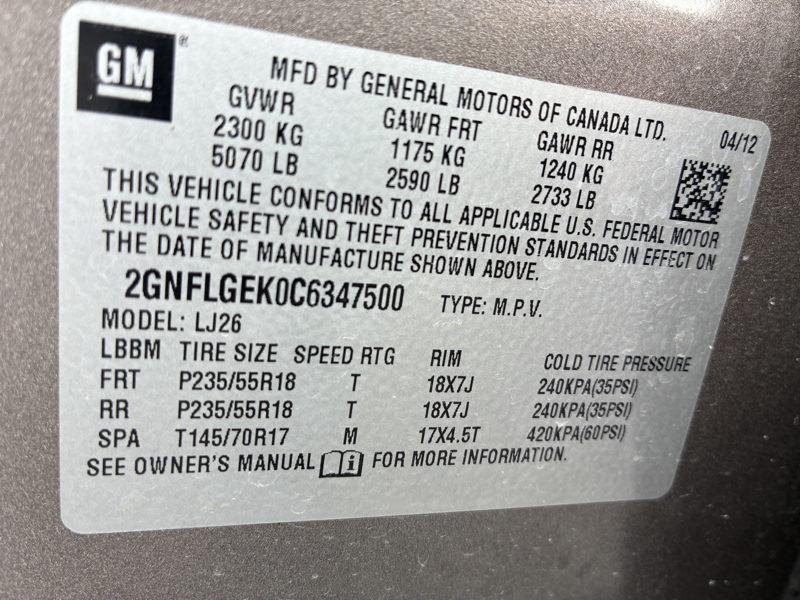 GM ®
MFD BY GENERAL MOTORS OF CANADA LTD.
04/12
GVWR GAWR FRT GAWR RR
2300 KG 1175 KG 1240 KG
5070 LB 2590 LB 2733 LB
THIS VEHICLE CONFORMS TO ALL APPLICABLE U.S. FEDERAL MOTOR
VEHICLE SAFETY AND THEFT PREVENTION STANDARDS IN EFFECT ON
THE DATE OF MANUFACTURE SHOWN ABOVE.
2GNFLGEK0C6347500 TYPE: M.P.V.
MODEL: LJ26
LBBM TIRE SIZE SPEED RTG RIM COLD TIRE PRESSURE
FRT P235/55R18 T 18X7J 240KPA(35PSI)
RR P235/55R18 T 18X7J 240KPA(35PSI)
SPA T145/70R17 M 17X4.5T 420KPA(60PSI)
SEE OWNER'S MANUAL i FOR MORE INFORMATION.